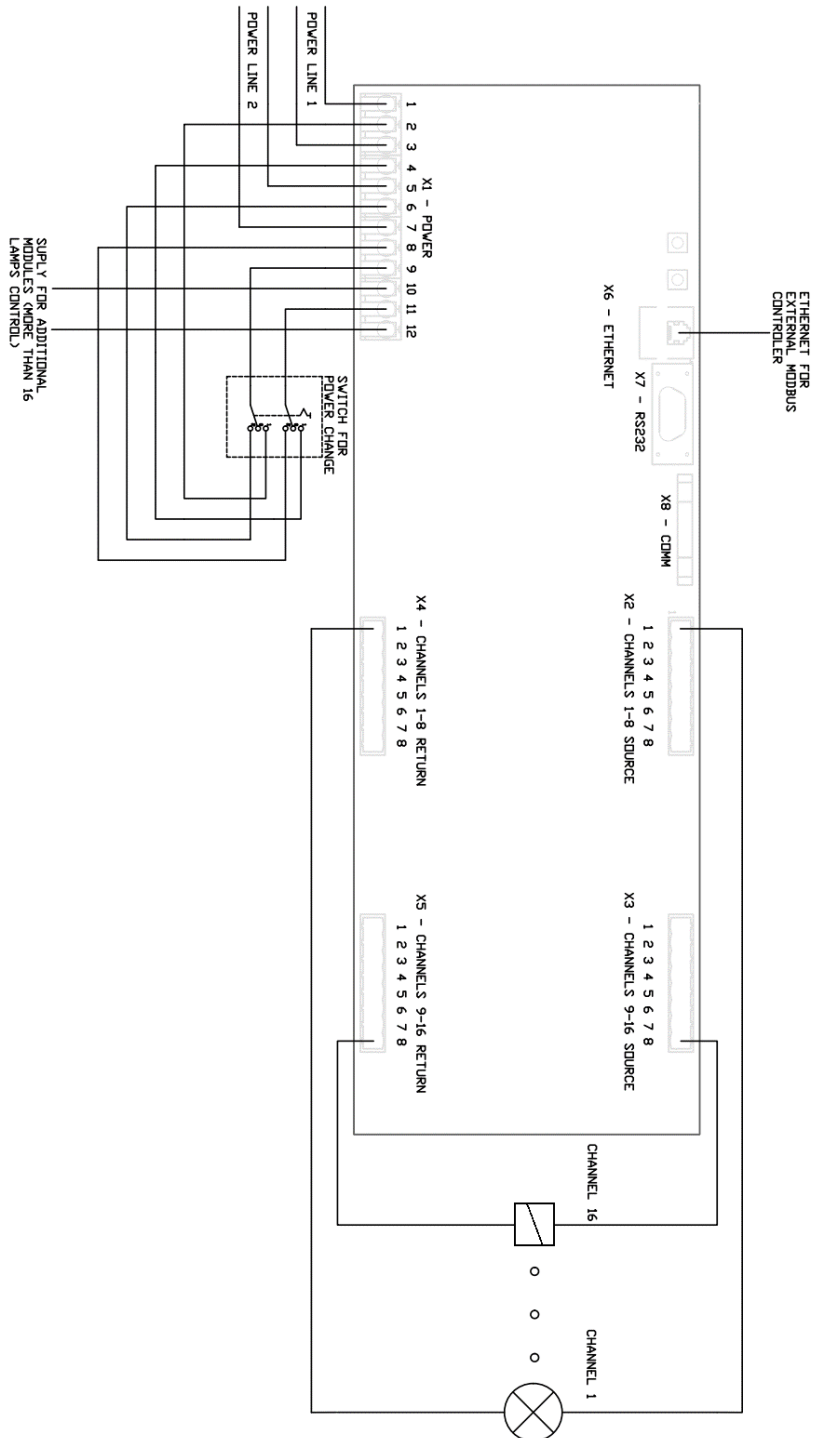 ETHERNET FOR
EXTERNAL MODBUS
CONTROLER
X6 - ETHERNET
X7 - RS232
X8 - COMM
1 2 3 4 5 6 7 8
X2 - CHANNELS 1-8 SOURCE
1 2 3 4 5 6 7 8
X3 - CHANNELS 9-16 SOURCE
CHANNEL 16
CHANNEL 1
X1 - POWER
1 2 3 4 5 6 7 8 9 10 11 12
X4 - CHANNELS 1-8 RETURN
1 2 3 4 5 6 7 8
X5 - CHANNELS 9-16 RETURN
1 2 3 4 5 6 7 8
POWER LINE 1
POWER LINE 2
SWITCH FOR
POWER CHANGE
SUPLY FOR ADDITIONAL
MODULES (MORE THAN 16
LAMPS CONTROL)